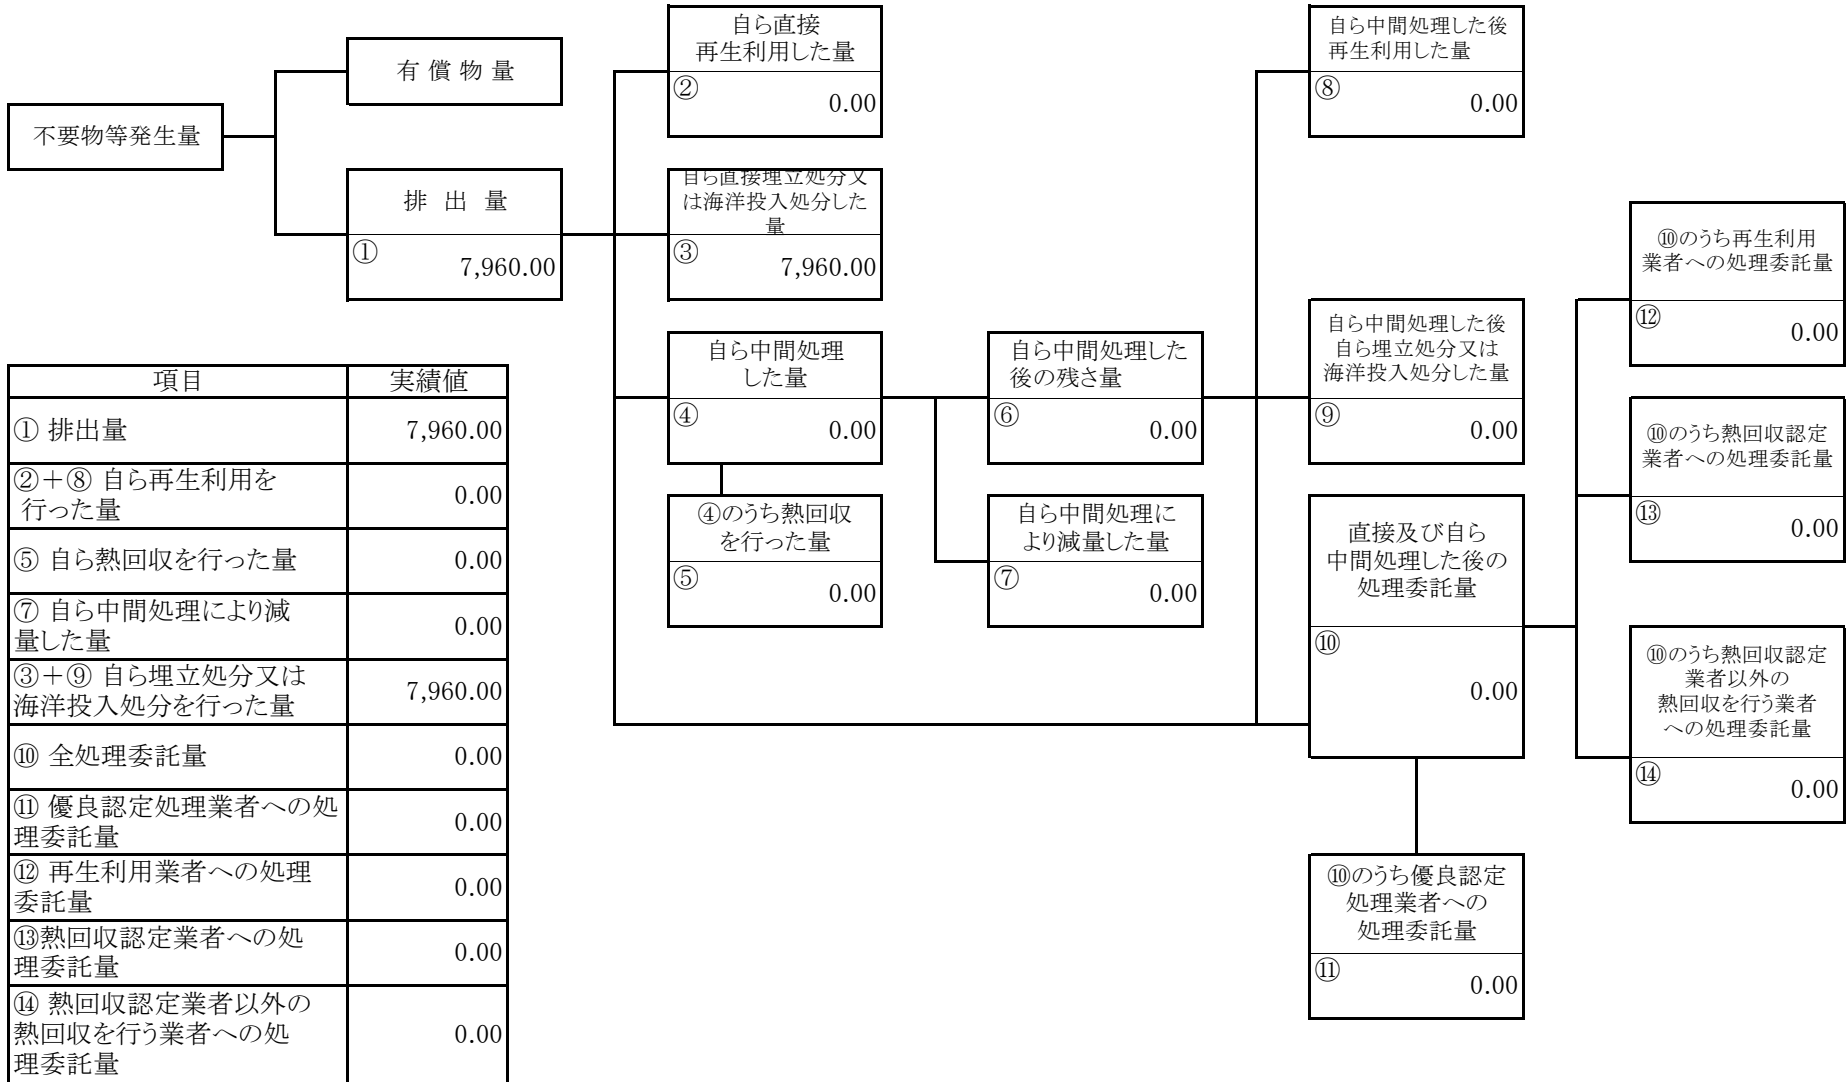 不要物等発生量
有償物量
排出量
①
7,960.00
自ら直接
再生利用した量
②
0.00
自ら直接埋立処分又
は海洋投入処分した
量
③
7,960.00
自ら中間処理
した量
④
0.00
④のうち熱回収
を行った量
⑤
0.00
自ら中間処理した
後の残さ量
⑥
0.00
自ら中間処理に
より減量した量
⑦
0.00
自ら中間処理した後
再生利用した量
⑧
0.00
自ら中間処理した後
自ら埋立処分又は
海洋投入処分した量
⑨
0.00
直接及び自ら
中間処理した後の
処理委託量
⑩
0.00
⑩のうち優良認定
処理業者への
処理委託量
⑪
0.00
⑩のうち再生利用
業者への処理委託量
⑫
0.00
⑩のうち熱回収認定
業者への処理委託量
⑬
0.00
⑩のうち熱回収認定
業者以外の
熱回収を行う業者
への処理委託量
⑭
0.00
項目 実績値
① 排出量 7,960.00
②+⑧ 自ら再生利用を
行った量 0.00
⑤ 自ら熱回収を行った量 0.00
⑦ 自ら中間処理により減
量した量 0.00
③+⑨ 自ら埋立処分又は
海洋投入処分を行った量 7,960.00
⑩ 全処理委託量 0.00
⑪ 優良認定処理業者への処
理委託量 0.00
⑫ 再生利用業者への処理
委託量 0.00
⑬熱回収認定業者への処
理委託量 0.00
⑭ 熱回収認定業者以外の
熱回収を行う業者への処
理委託量 0.00